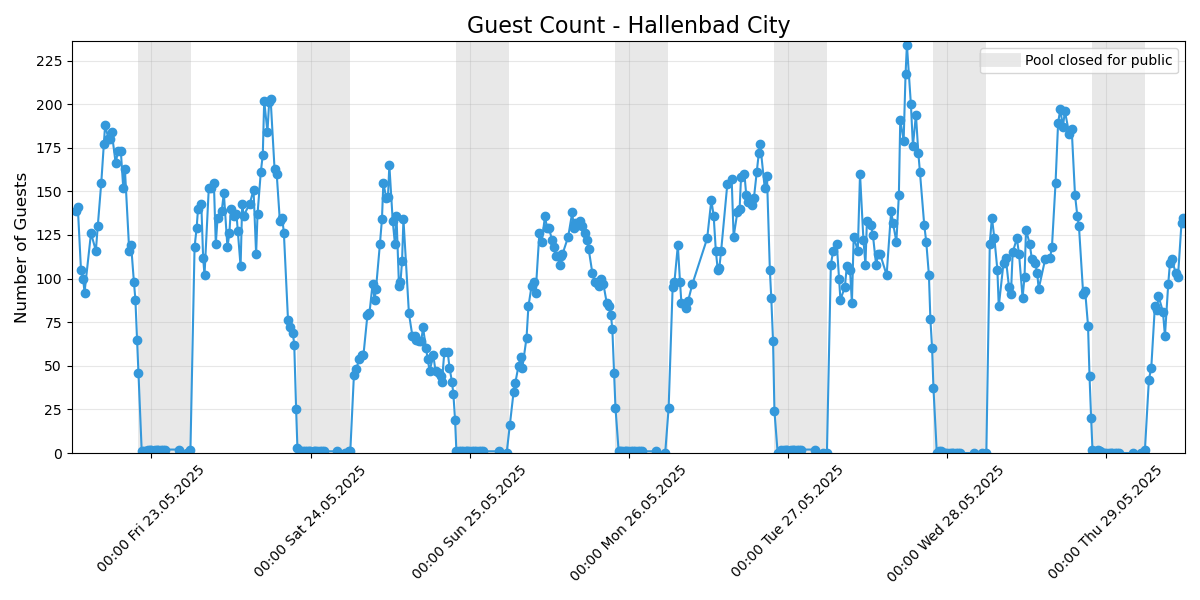 Guest Count - Hallenbad City
Pool closed for public
Number of Guests
225
200
175
150
125
100
75
50
25
0
00:00 Fri 23.05.2025
00:00 Sat 24.05.2025
00:00 Sun 25.05.2025
00:00 Mon 26.05.2025
00:00 Tue 27.05.2025
00:00 Wed 28.05.2025
00:00 Thu 29.05.2025